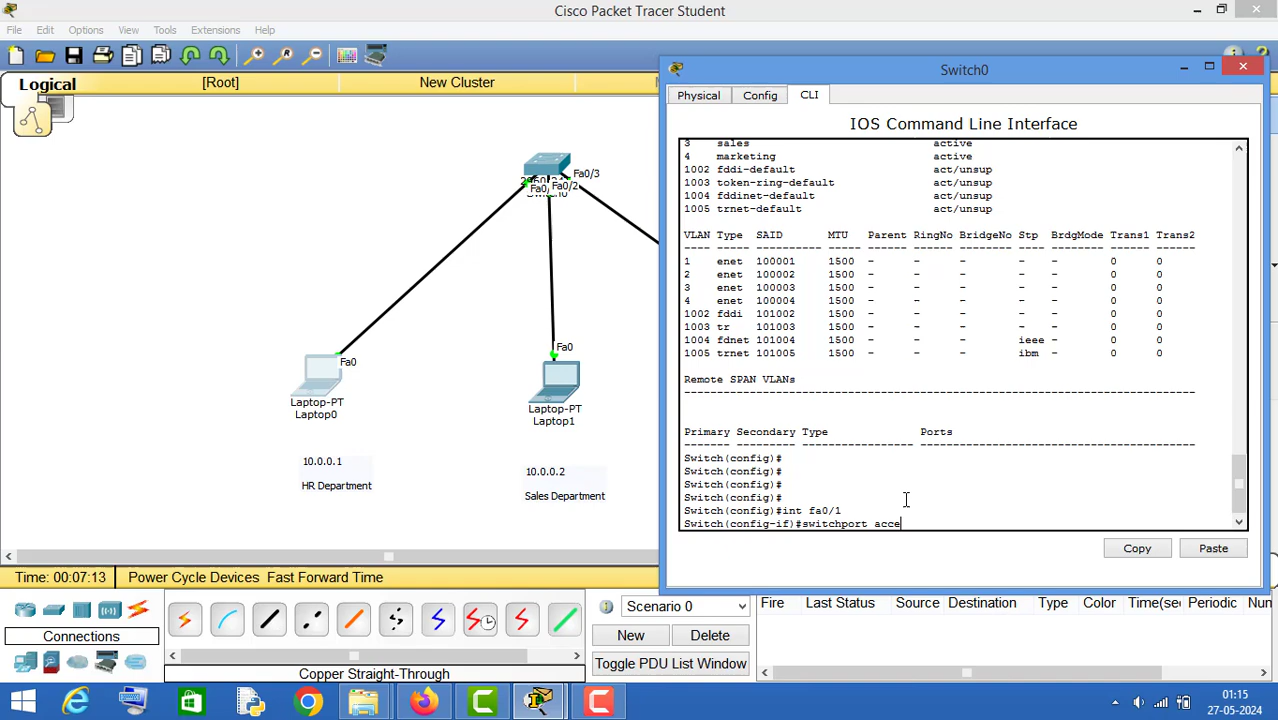 Cisco Packet Tracer Student
File Edit Options View Tools Extensions Help
Logical [Root] New Cluster
Switch0
Physical Config CLI
IOS Command Line Interface
3 sales active
4 marketing active
1002 fddi-default act/unsup
1003 token-ring-default act/unsup
1004 fddinet-default act/unsup
1005 trnet-default act/unsup
VLAN Type SAID MTU Parent RingNo BridgeNo Stp BrdgMode Trans1 Trans2
---- ----- ---------- ----- ------ ------ -------- ---- -------- ------ ------
1 enet 100001 1500 - - - - - 0 0
2 enet 100002 1500 - - - - - 0 0
3 enet 100003 1500 - - - - - 0 0
4 enet 100004 1500 - - - - - 0 0
1002 fddi 101002 1500 - - - - - 0 0
1003 tr 101003 1500 - - - - - 0 0
1004 fdnet 101004 1500 - - - ieee - 0 0
1005 trnet 101005 1500 - - - ibm - 0 0
Remote SPAN VLANs
------------------------------------------------------------------------------
Primary Secondary Type Ports
------- --------- ----------------- ------------------------------------------
Switch(config)#
Switch(config)#
Switch(config)#
Switch(config)#
Switch(config)#int fa0/1
Switch(config-if)#switchport acce
Copy Paste
Fa0/3
Fa0/2
Fa0/
Fa0
Laptop-PT
Laptop0
Fa0
Laptop-PT
Laptop1
10.0.0.1
HR Department
10.0.0.2
Sales Department
Time: 00:07:13 Power Cycle Devices Fast Forward Time
Connections
Copper Straight-Through
Scenario 0
New Delete
Toggle PDU List Window
Fire Last Status Source Destination Type Color Time(sec Periodic Num
01:15
27-05-2024